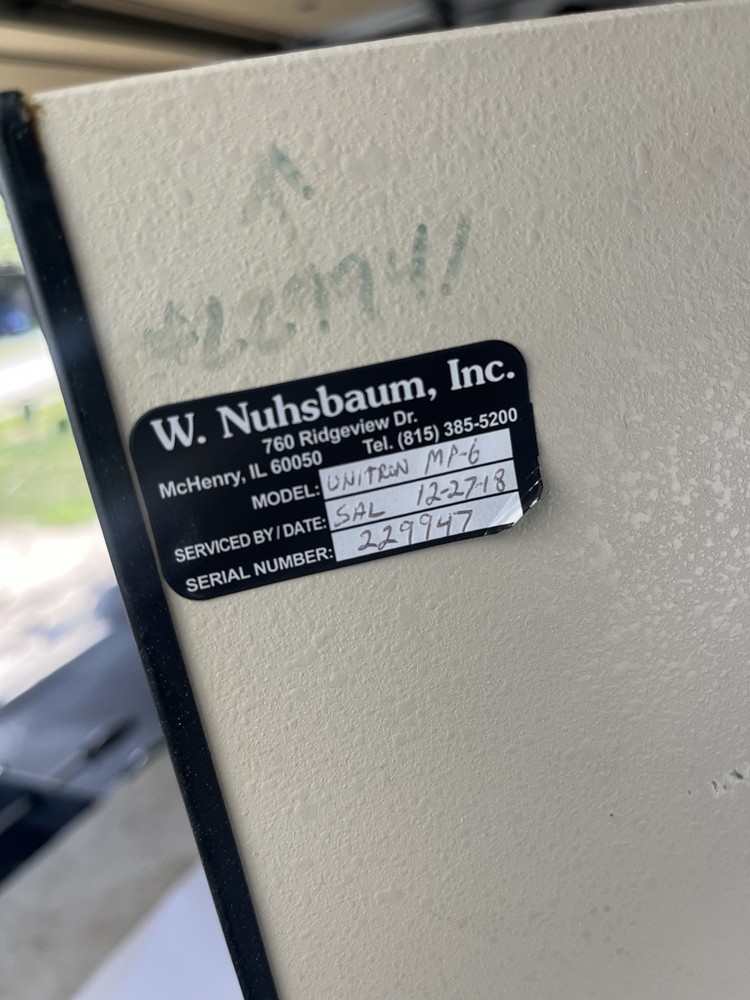 W. Nuhsbaum, Inc.
760 Ridgeview Dr.
McHenry, IL 60050 Tel. (815) 385-5200
MODEL: UNITRON MP-6
SERVICED BY / DATE: SAL 12-27-18
SERIAL NUMBER: 229947